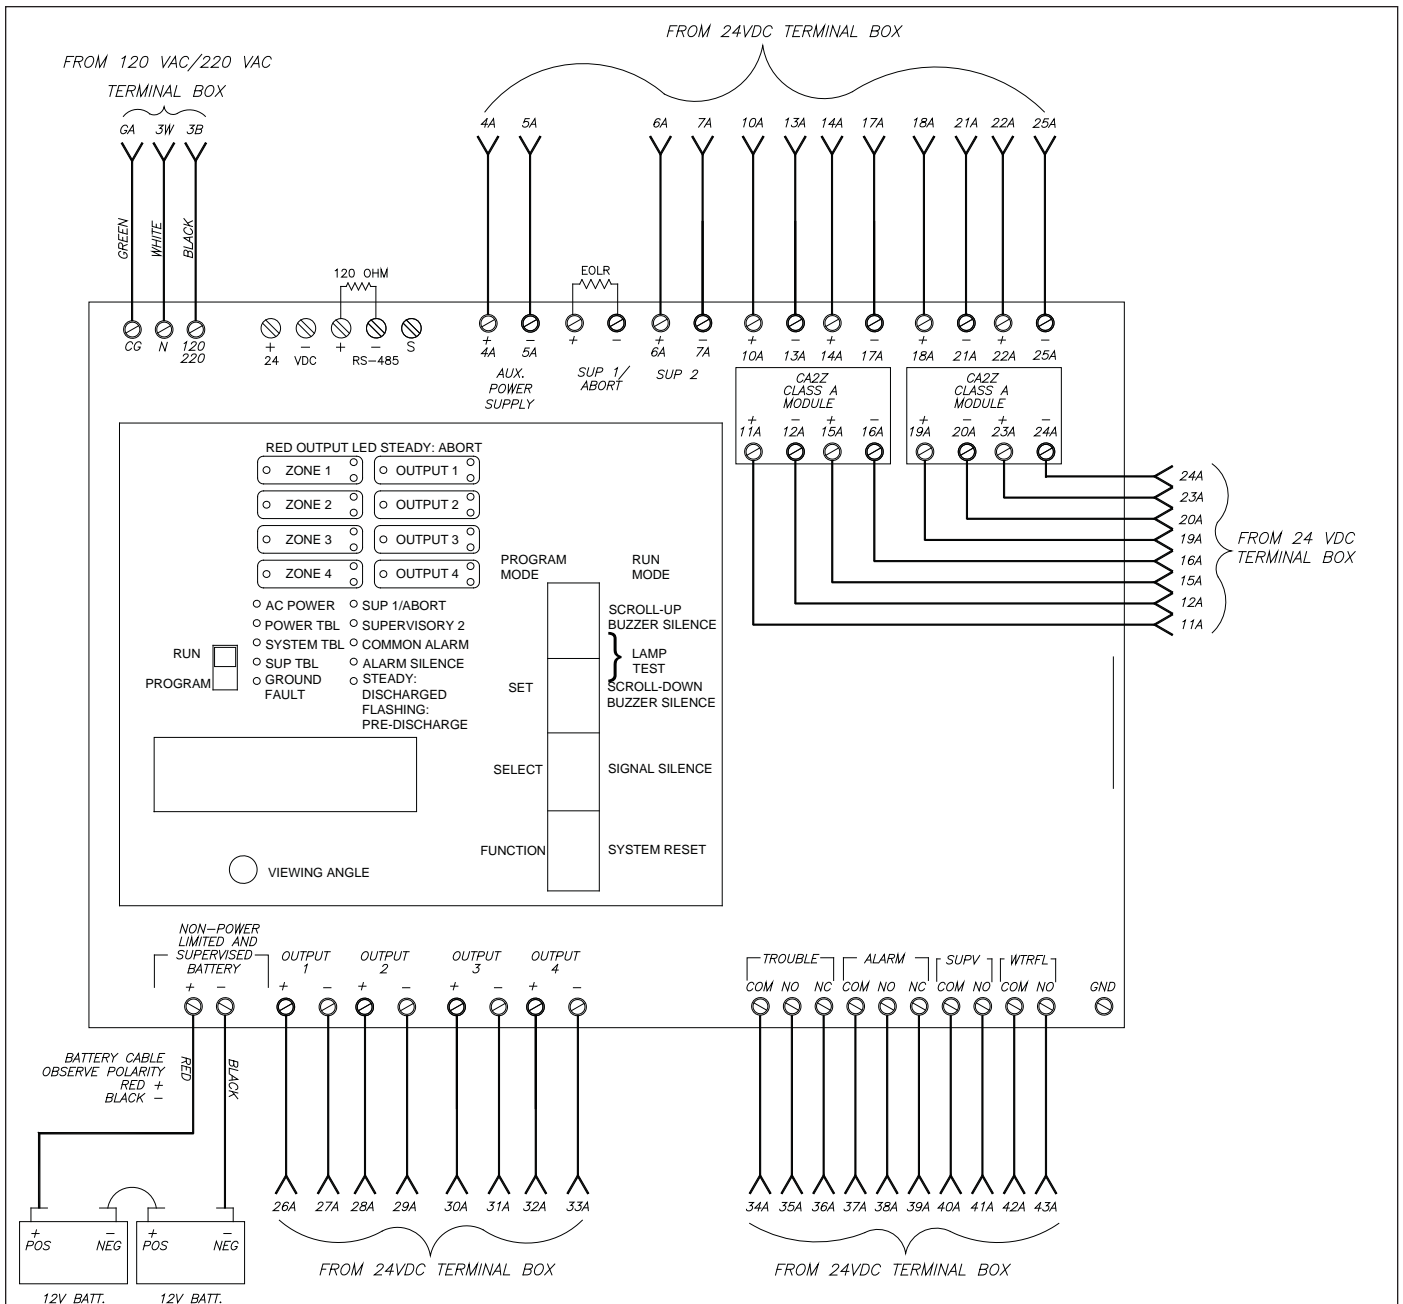 FROM 24VDC TERMINAL BOX
FROM 120 VAC/220 VAC
TERMINAL BOX
GA 3W 3B
4A 5A 6A 7A 10A 13A 14A 17A 18A 21A 22A 25A
GREEN
WHITE
BLACK
120 OHM
EOLR
CG N 120
220
+ − + − S
24 VDC RS-485
+ − + − + − + − + − + − + −
4A 5A 6A 7A 10A 13A 14A 17A 18A 21A 22A 25A
AUX.
POWER
SUPPLY
SUP 1/
ABORT
SUP 2
CA2Z
CLASS A
MODULE
+ − + −
11A 12A 15A 16A
CA2Z
CLASS A
MODULE
+ − + −
19A 20A 23A 24A
24A
23A
20A
19A
16A
15A
12A
11A
FROM 24 VDC
TERMINAL BOX
RED OUTPUT LED STEADY: ABORT
ZONE 1 OUTPUT 1
ZONE 2 OUTPUT 2
ZONE 3 OUTPUT 3
ZONE 4 OUTPUT 4
AC POWER SUP 1/ABORT
POWER TBL SUPERVISORY 2
SYSTEM TBL COMMON ALARM
SUP TBL ALARM SILENCE
GROUND
FAULT
STEADY:
DISCHARGED
FLASHING:
PRE-DISCHARGE
RUN
PROGRAM
PROGRAM
MODE
RUN
MODE
SCROLL-UP
BUZZER SILENCE
LAMP
TEST
SET
SCROLL-DOWN
BUZZER SILENCE
SELECT SIGNAL SILENCE
FUNCTION SYSTEM RESET
VIEWING ANGLE
NON-POWER
LIMITED AND
SUPERVISED
BATTERY
+ −
OUTPUT
1
+ −
OUTPUT
2
+ −
OUTPUT
3
+ −
OUTPUT
4
+ −
TROUBLE ALARM SUPV WTRFL
COM NO NC COM NO NC COM NO COM NO GND
BATTERY CABLE
OBSERVE POLARITY
RED +
BLACK −
RED
BLACK
26A 27A 28A 29A 30A 31A 32A 33A
34A 35A 36A 37A 38A 39A 40A 41A 42A 43A
+ − + −
POS NEG POS NEG
FROM 24VDC TERMINAL BOX
FROM 24VDC TERMINAL BOX
12V BATT. 12V BATT.